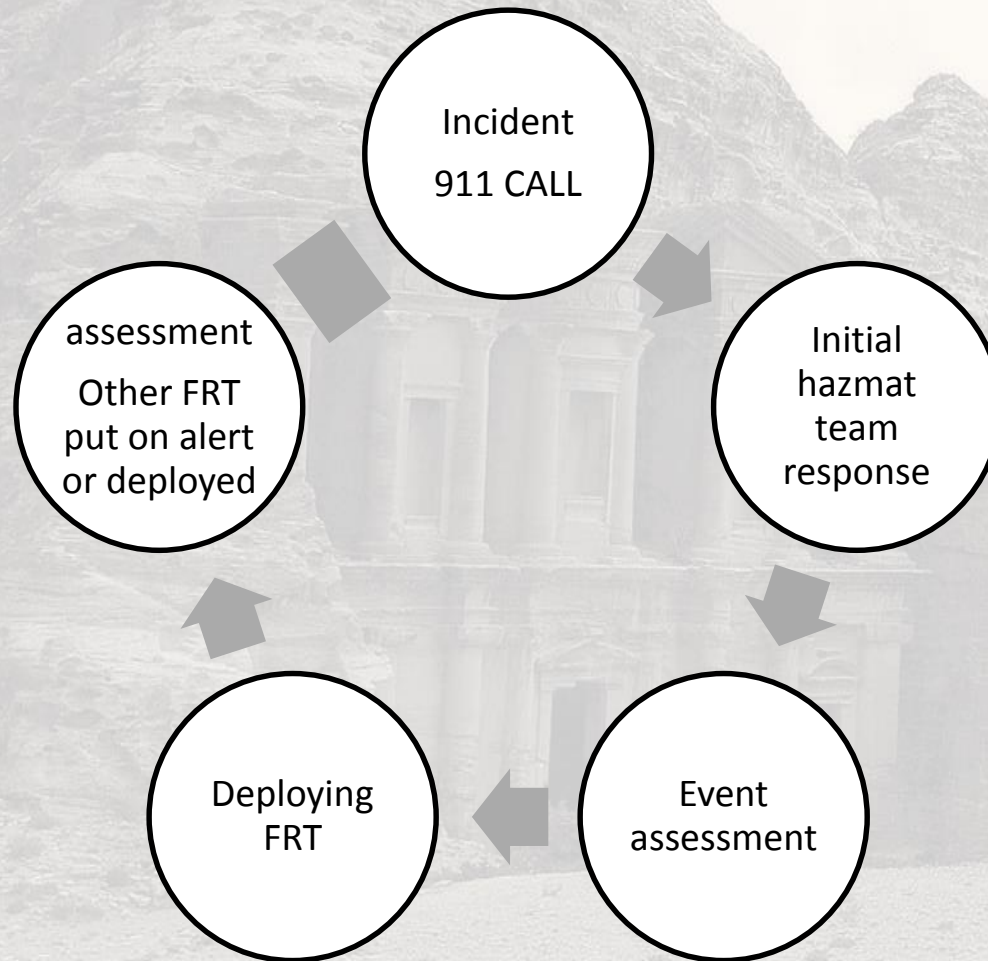 Incident
911 CALL
Initial
hazmat
team
response
Event
assessment
Deploying
FRT
assessment
Other FRT
put on alert
or deployed